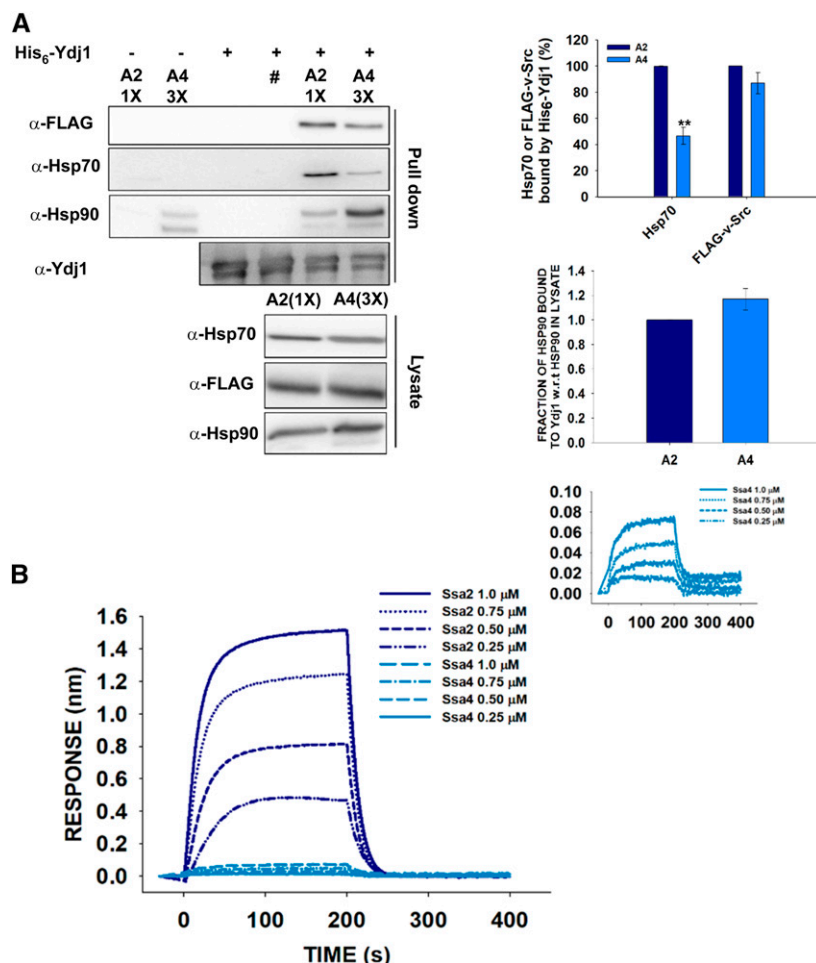 A
His6-Ydj1 - - + + + +
A2 A4 # A2 A4
1X 3X 1X 3X
α-FLAG
α-Hsp70
α-Hsp90
α-Ydj1
Pull down
A2(1X) A4(3X)
α-Hsp70
α-FLAG
α-Hsp90
Lysate
Hsp70 or FLAG-v-Src
bound by His6-Ydj1 (%)
120
100
80
60
40
20
0
A2
A4
**
Hsp70
FLAG-v-Src
FRACTION OF HSP90 BOUND
TO Ydj1 w.r.t HSP90 IN LYSATE
1.4
1.2
1.0
0.8
0.6
0.4
0.2
0.0
A2 A4
0.10
0.08
0.06
0.04
0.02
0.00
Ssa4 1.0 μM
Ssa4 0.75 μM
Ssa4 0.50 μM
Ssa4 0.25 μM
0 100 200 300 400
B
RESPONSE (nm)
1.6
1.4
1.2
1.0
0.8
0.6
0.4
0.2
0.0
Ssa2 1.0 μM
Ssa2 0.75 μM
Ssa2 0.50 μM
Ssa2 0.25 μM
Ssa4 1.0 μM
Ssa4 0.75 μM
Ssa4 0.50 μM
Ssa4 0.25 μM
0 100 200 300 400
TIME (s)